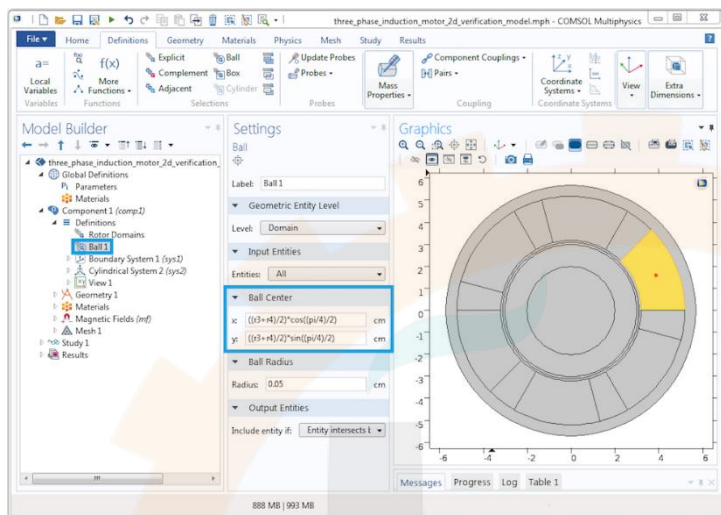 three_phase_induction_motor_2d_verification_model.mph - COMSOL Multiphysics
File Home Definitions Geometry Materials Physics Mesh Study Results
a= Local Variables
Variables
f(x) More Functions
Functions
Explicit
Complement
Adjacent
Ball
Box
Cylinder
Selections
Update Probes
Probes
Probes
Mass Properties
Component Couplings
Pairs
Coupling
Coordinate Systems
Coordinate Systems
View
Extra Dimensions
Model Builder
three_phase_induction_motor_2d_verification_
Global Definitions
Pi Parameters
Materials
Component 1 (comp1)
Definitions
Rotor Domains
Ball 1
Boundary System 1 (sys1)
Cylindrical System 2 (sys2)
View 1
Geometry 1
Materials
Magnetic Fields (mf)
Mesh 1
Study 1
Results
Settings
Ball
Label: Ball 1
Geometric Entity Level
Level: Domain
Input Entities
Entities: All
Ball Center
x: ((r3+r4)/2)*cos((pi/4)/2) cm
y: ((r3+r4)/2)*sin((pi/4)/2) cm
Ball Radius
Radius: 0.05 cm
Output Entities
Include entity if: Entity intersects b
Graphics
6
5
4
3
2
1
0
-1
-2
-3
-4
-5
-6
-6 -4 -2 0 2 4 6
Messages Progress Log Table 1
888 MB | 993 MB